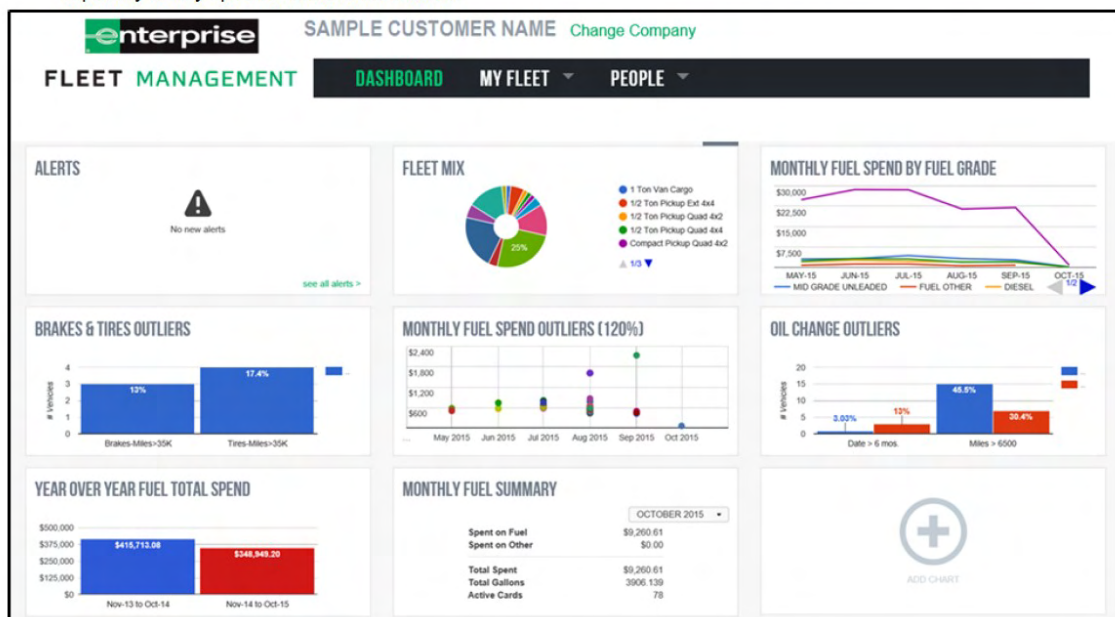 enterprise
SAMPLE CUSTOMER NAME Change Company
FLEET MANAGEMENT
DASHBOARD MY FLEET PEOPLE
ALERTS
No new alerts
see all alerts >
FLEET MIX
25%
1 Ton Van Cargo
1/2 Ton Pickup Ext 4x4
1/2 Ton Pickup Quad 4x2
1/2 Ton Pickup Quad 4x4
Compact Pickup Quad 4x2
1/3
MONTHLY FUEL SPEND BY FUEL GRADE
$30,000
$22,500
$15,000
$7,500
MAY-15 JUN-15 JUL-15 AUG-15 SEP-15 OCT-15
MID GRADE UNLEADED FUEL OTHER DIESEL 1/2
BRAKES & TIRES OUTLIERS
# Vehicles
4
3
2
1
0
13%
17.4%
...
Brakes-Miles>35K Tires-Miles>35K
MONTHLY FUEL SPEND OUTLIERS (120%)
$2,400
$1,800
$1,200
$600
... May 2015 Jun 2015 Jul 2015 Aug 2015 Sep 2015 Oct 2015
OIL CHANGE OUTLIERS
# Vehicles
20
15
10
5
0
3.03%
13%
45.5%
30.4%
...
...
Date > 6 mos. Miles > 6500
YEAR OVER YEAR FUEL TOTAL SPEND
$500,000
$375,000
$250,000
$125,000
$0
$415,713.08
$348,949.20
Nov-13 to Oct-14 Nov-14 to Oct-15
MONTHLY FUEL SUMMARY
OCTOBER 2015
Spent on Fuel $9,260.61
Spent on Other $0.00
Total Spent $9,260.61
Total Gallons 3906.139
Active Cards 78
ADD CHART